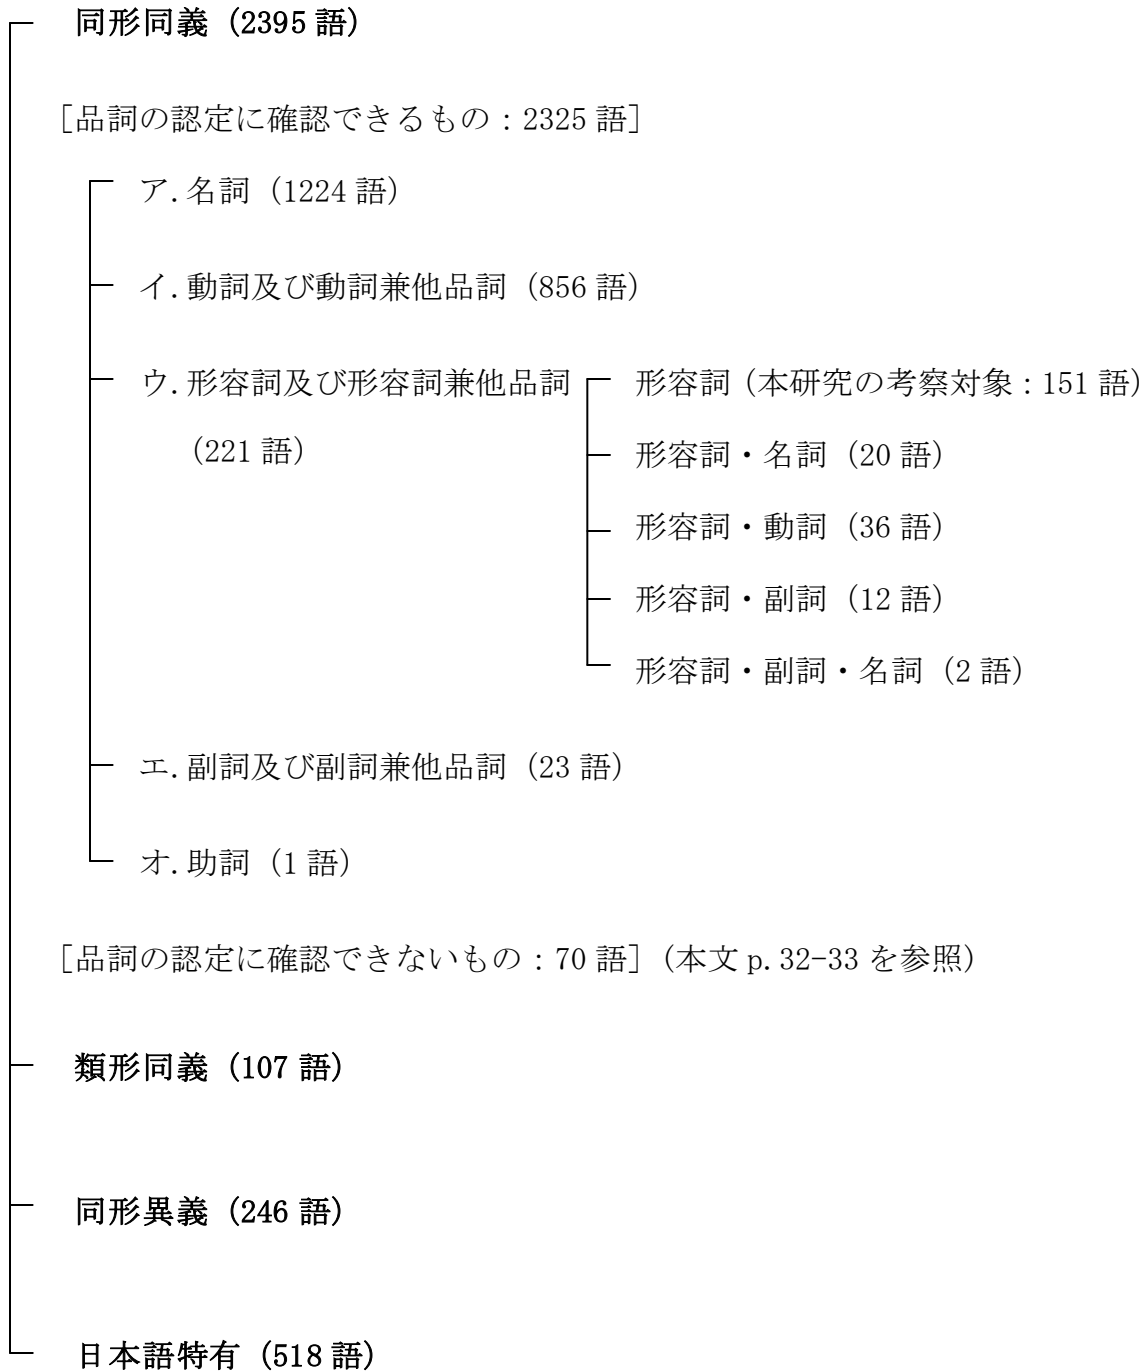 同形同義（2395 語）
［品詞の認定に確認できるもの：2325 語］
ア.名詞（1224 語）
イ.動詞及び動詞兼他品詞（856 語）
ウ.形容詞及び形容詞兼他品詞
（221 語）
形容詞（本研究の考察対象：151 語）
形容詞・名詞（20 語）
形容詞・動詞（36 語）
形容詞・副詞（12 語）
形容詞・副詞・名詞（2 語）
エ.副詞及び副詞兼他品詞（23 語）
オ.助詞（1 語）
［品詞の認定に確認できないもの：70 語］（本文 p.32-33 を参照）
類形同義（107 語）
同形異義（246 語）
日本語特有（518 語）